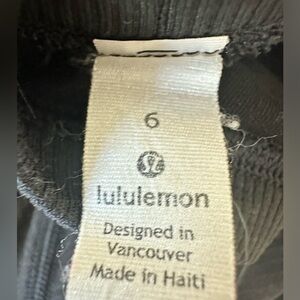 6
lululemon
Designed in
Vancouver
Made in Haiti